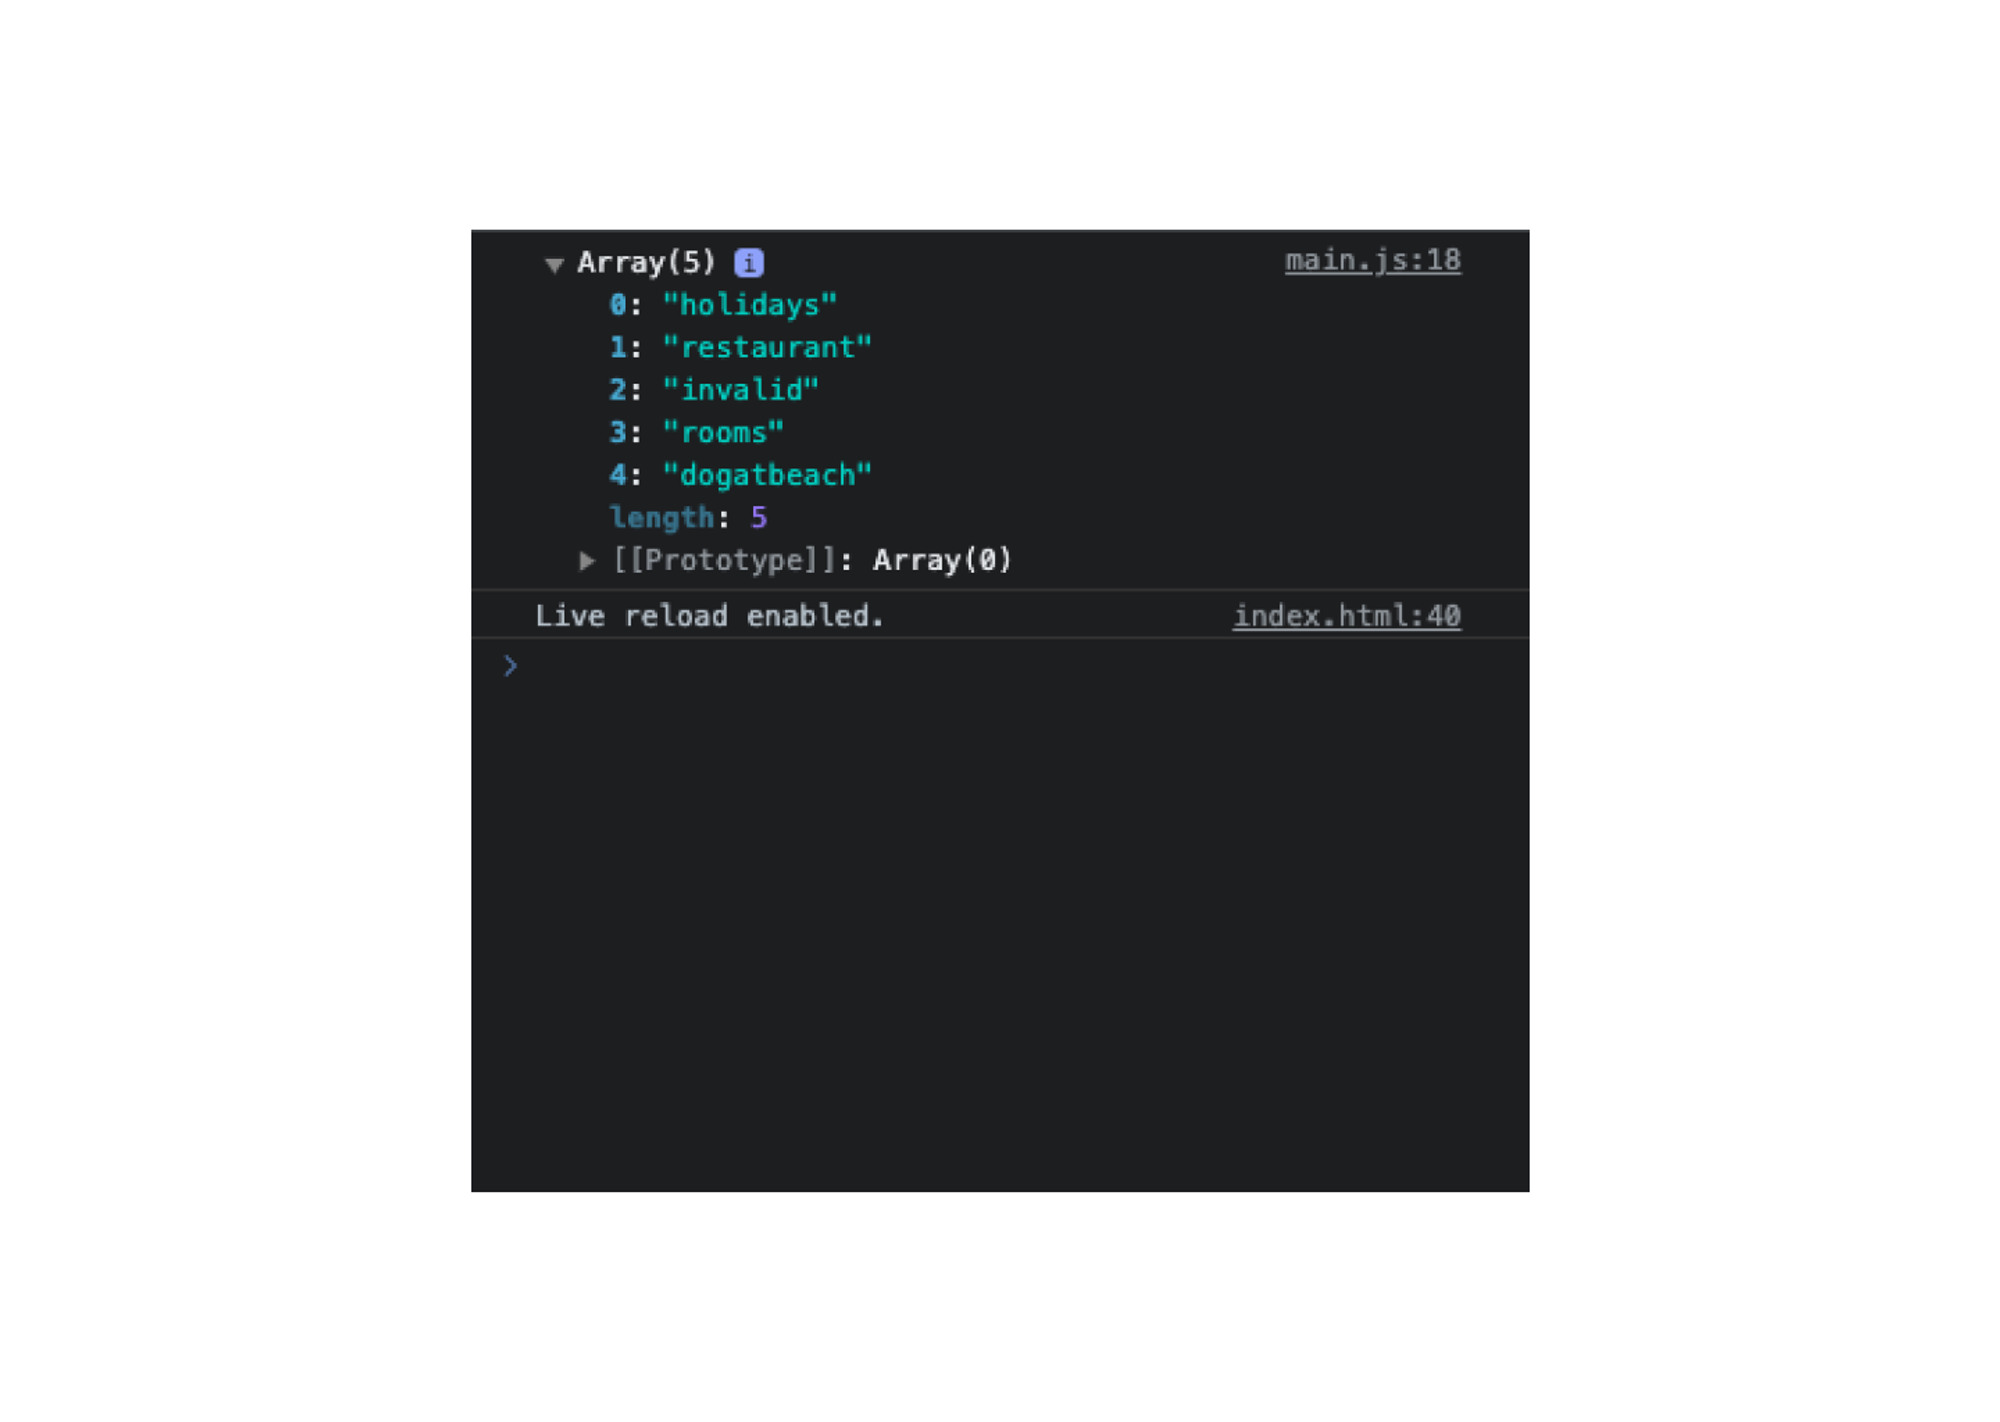 ▼ Array(5) i main.js:18
0: "holidays"
1: "restaurant"
2: "invalid"
3: "rooms"
4: "dogatbeach"
length: 5
▶ [[Prototype]]: Array(0)
Live reload enabled. index.html:40
>